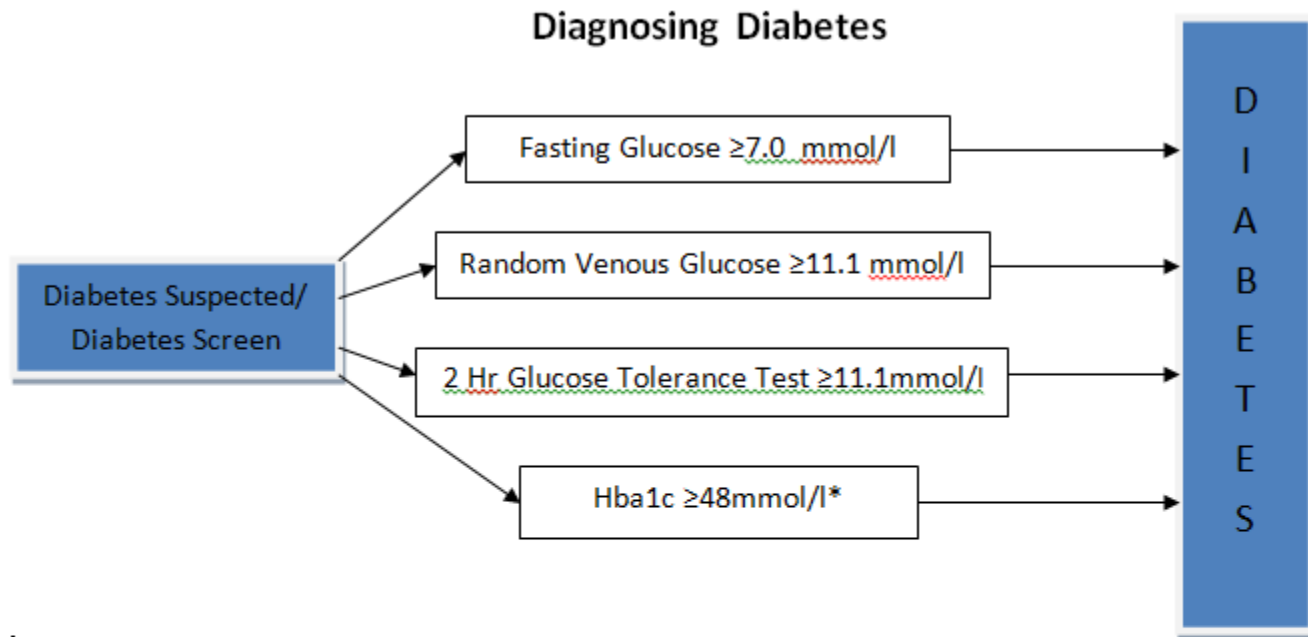 Diagnosing Diabetes
Fasting Glucose ≥7.0 mmol/l
Random Venous Glucose ≥11.1 mmol/l
Diabetes Suspected/
Diabetes Screen
2 Hr Glucose Tolerance Test ≥11.1mmol/l
Hba1c ≥48mmol/l*
D
I
A
B
E
T
E
S